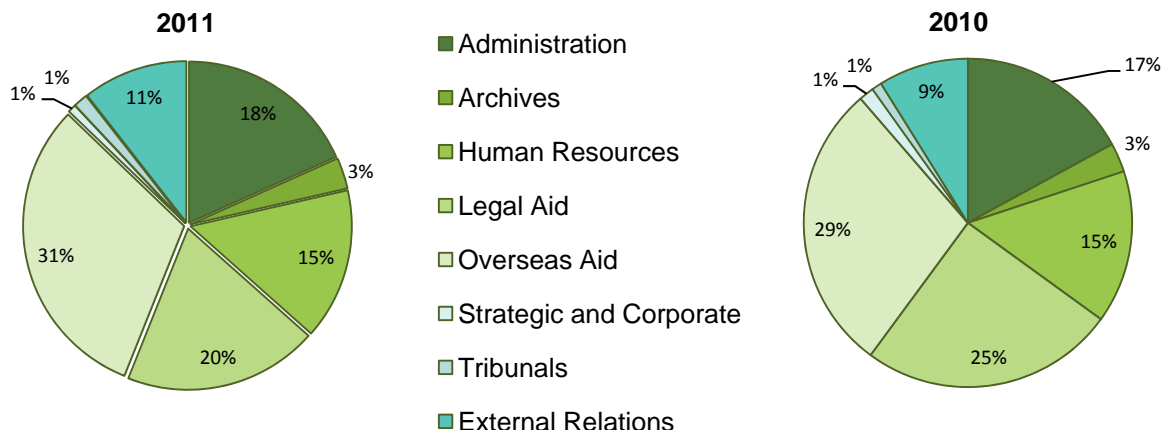 2011
1%
1%
11%
18%
3%
15%
20%
31%
Administration
Archives
Human Resources
Legal Aid
Overseas Aid
Strategic and Corporate
Tribunals
External Relations
2010
1%
1%
9%
17%
3%
15%
25%
29%